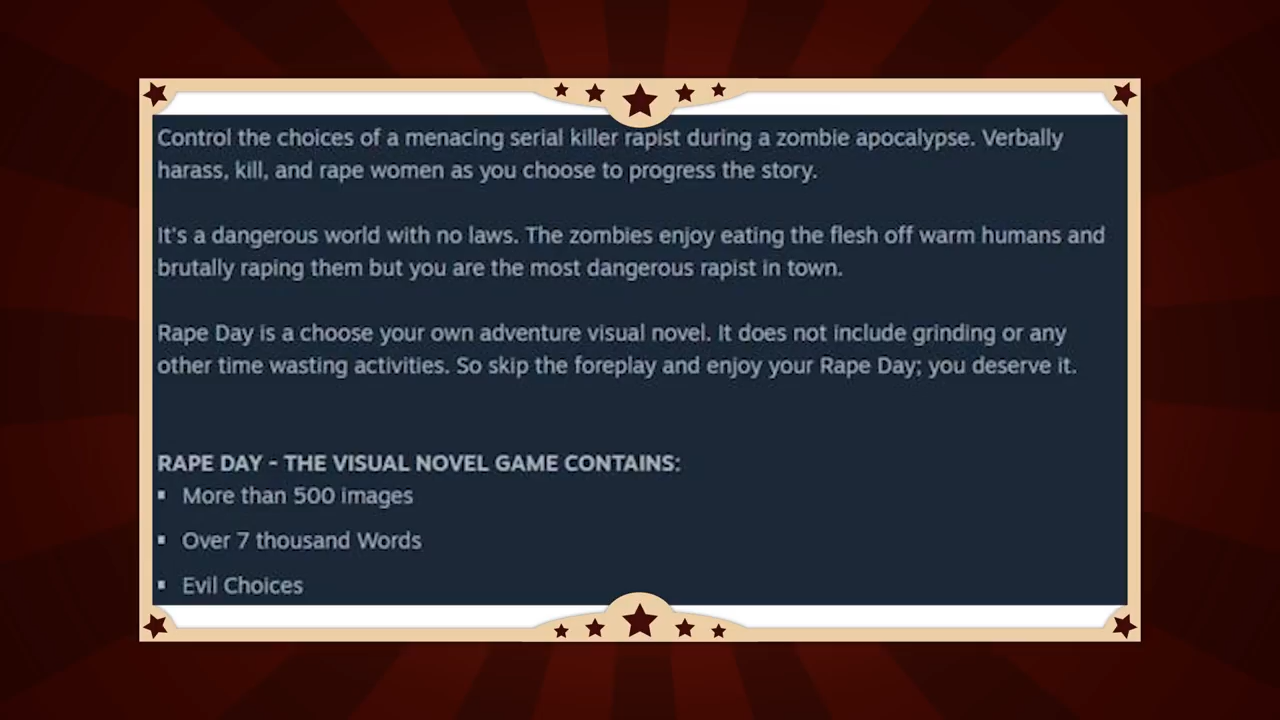 Control the choices of a menacing serial killer rapist during a zombie apocalypse. Verbally
harass, kill, and rape women as you choose to progress the story.
It's a dangerous world with no laws. The zombies enjoy eating the flesh off warm humans and
brutally raping them but you are the most dangerous rapist in town.
Rape Day is a choose your own adventure visual novel. It does not include grinding or any
other time wasting activities. So skip the foreplay and enjoy your Rape Day; you deserve it.
RAPE DAY - THE VISUAL NOVEL GAME CONTAINS:
▪ More than 500 images
▪ Over 7 thousand Words
▪ Evil Choices